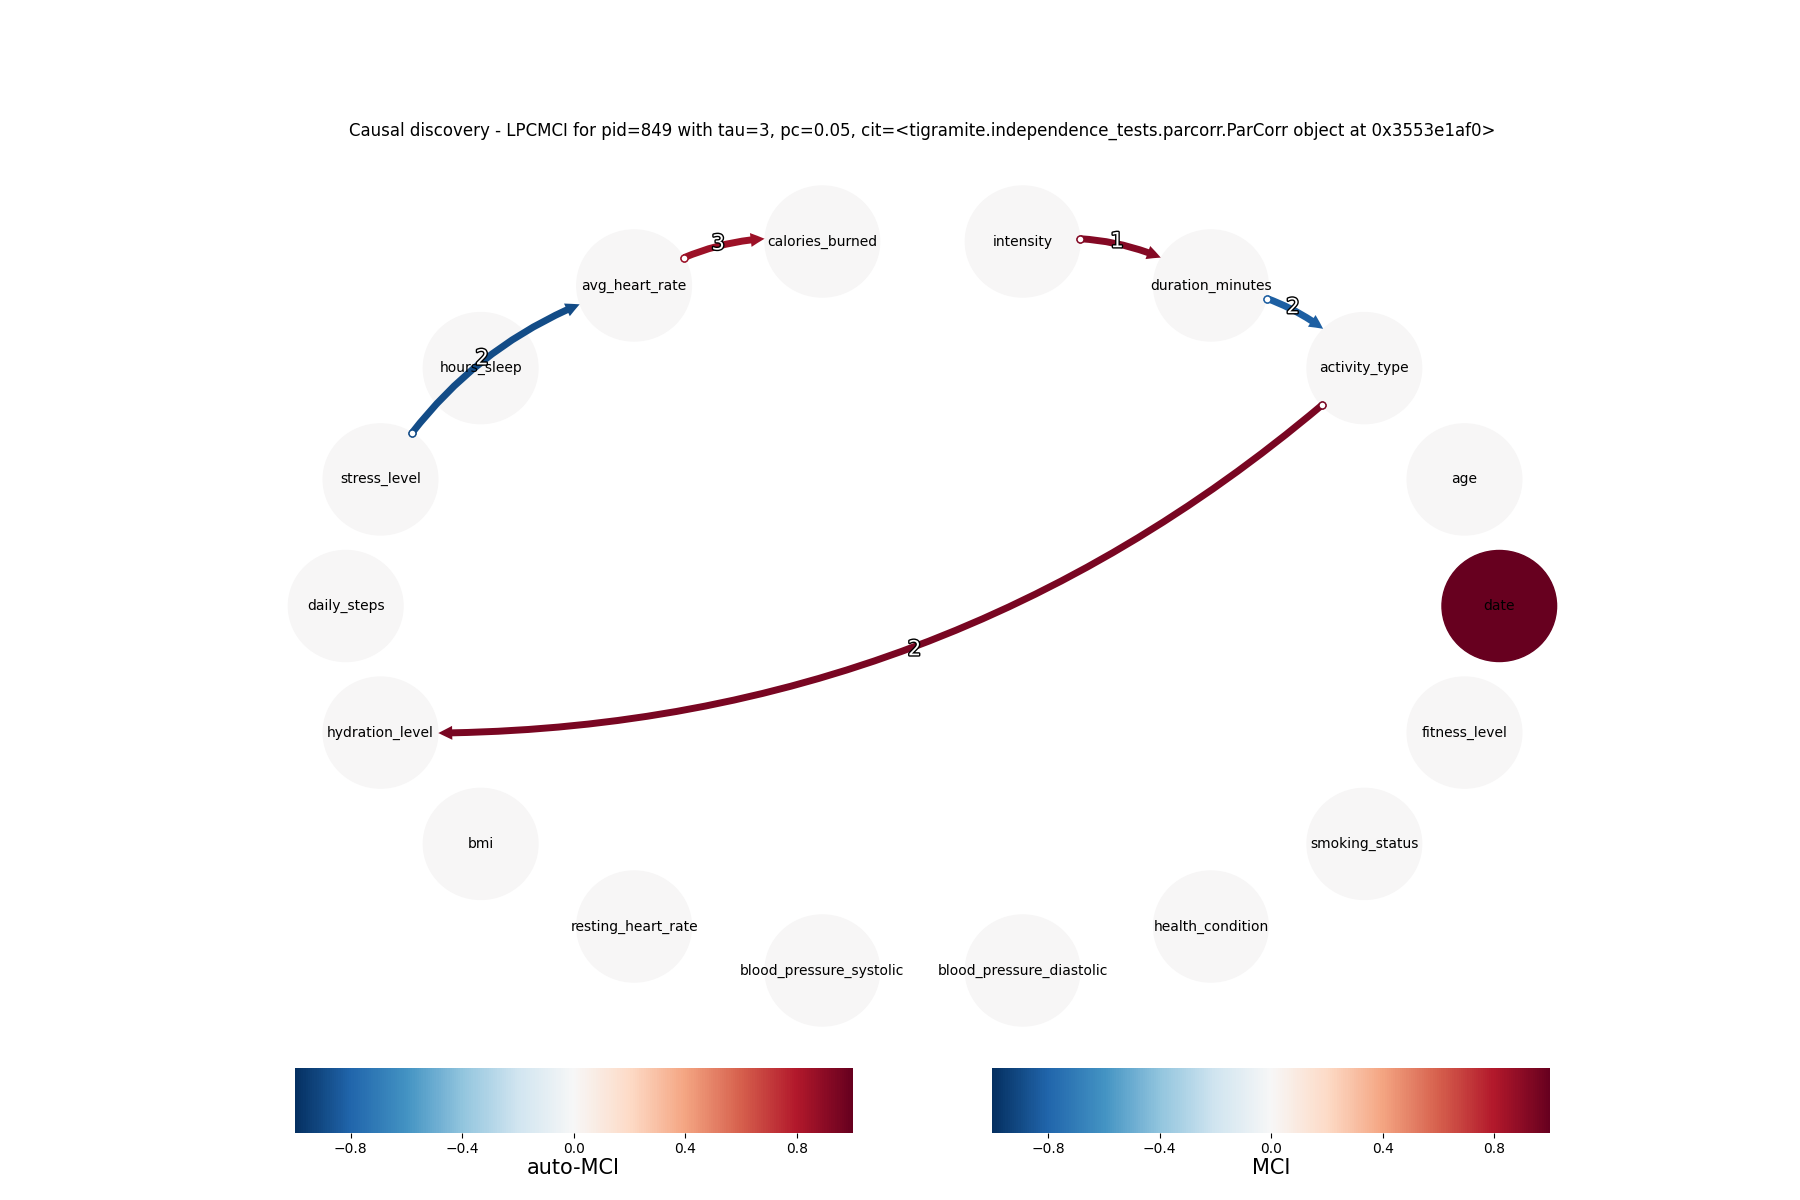 Causal discovery - LPCMCI for pid=849 with tau=3, pc=0.05, cit=<tigramite.independence_tests.parcorr.ParCorr object at 0x3553e1af0>
3
calories_burned
intensity
1
avg_heart_rate
duration_minutes
2
2
hours_sleep
activity_type
stress_level
age
daily_steps
date
2
hydration_level
fitness_level
bmi
smoking_status
resting_heart_rate
health_condition
blood_pressure_systolic
blood_pressure_diastolic
−0.8 −0.4 0.0 0.4 0.8
auto-MCI
−0.8 −0.4 0.0 0.4 0.8
MCI